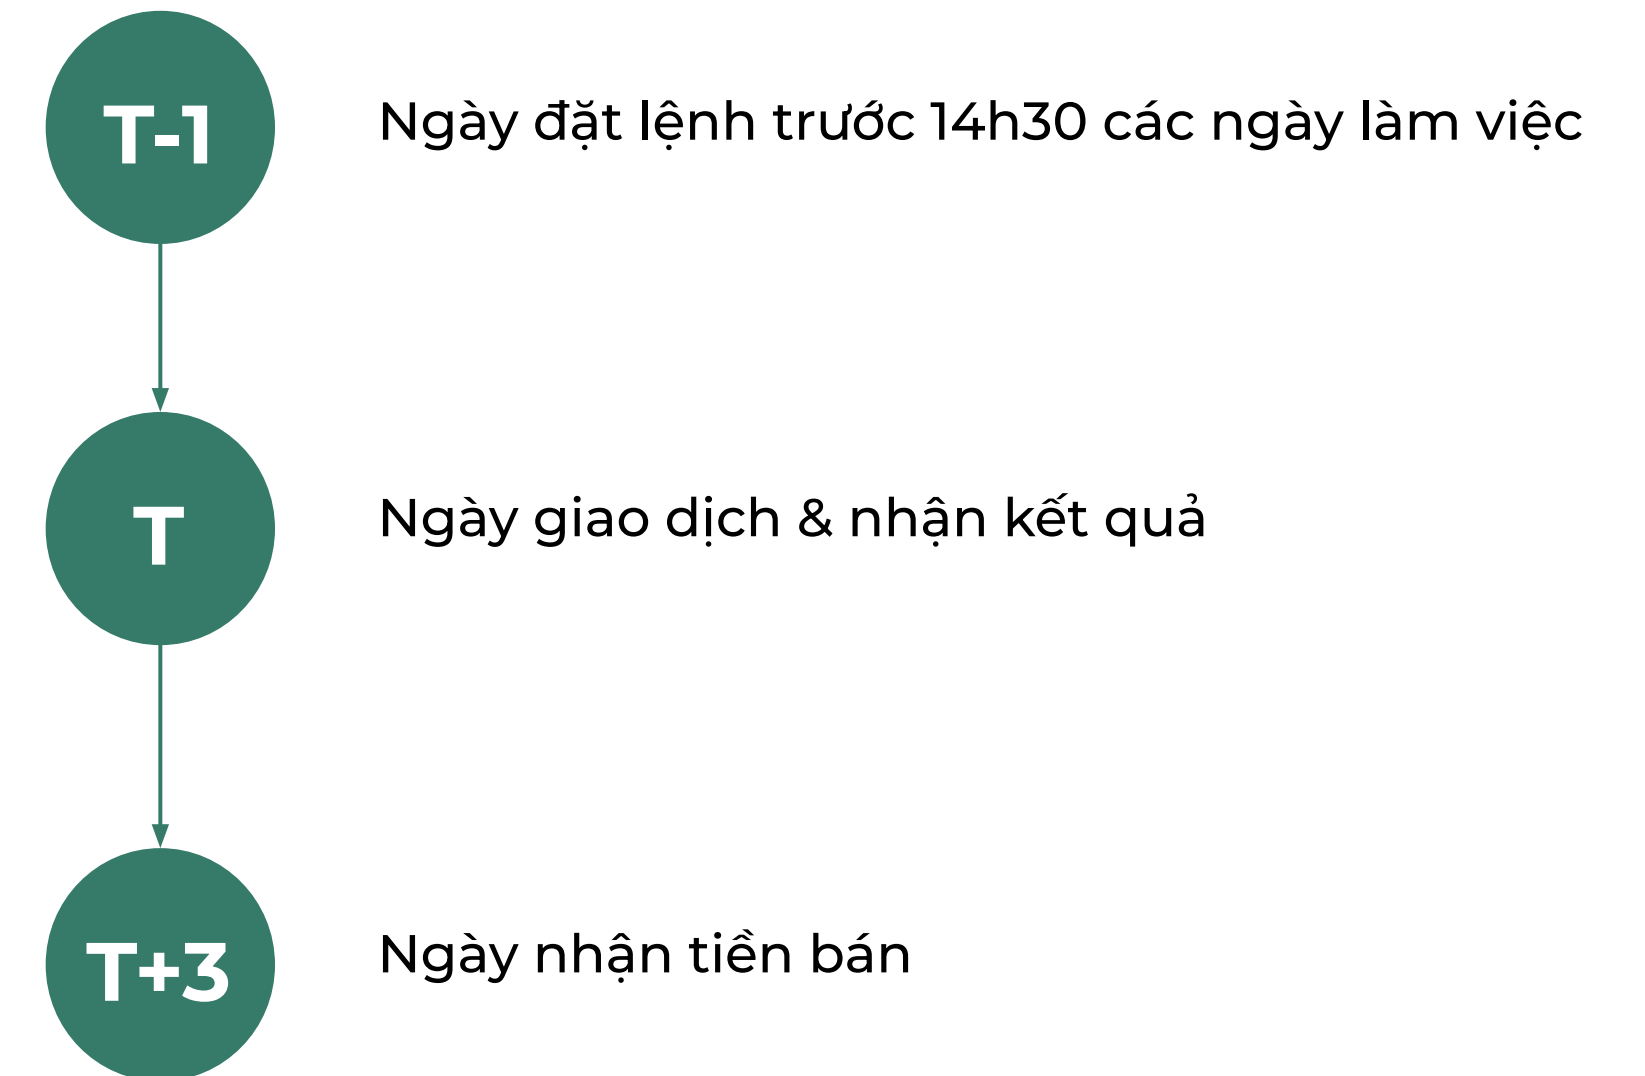 T-1
Ngày đặt lệnh trước 14h30 các ngày làm việc
T
Ngày giao dịch & nhận kết quả
T+3
Ngày nhận tiền bán